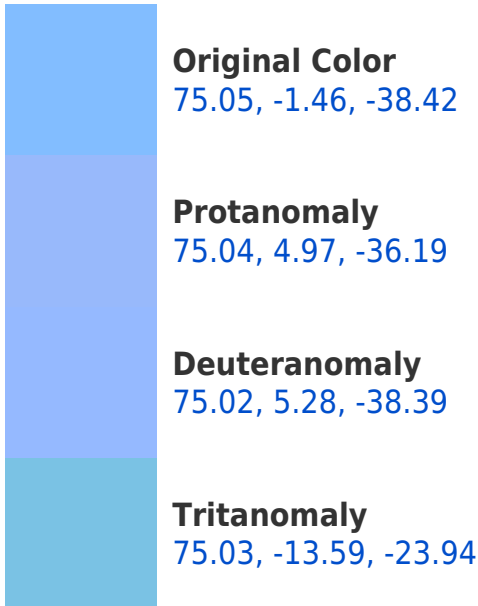 Original Color
75.05, -1.46, -38.42
Protanomaly
75.04, 4.97, -36.19
Deuteranomaly
75.02, 5.28, -38.39
Tritanomaly
75.03, -13.59, -23.94